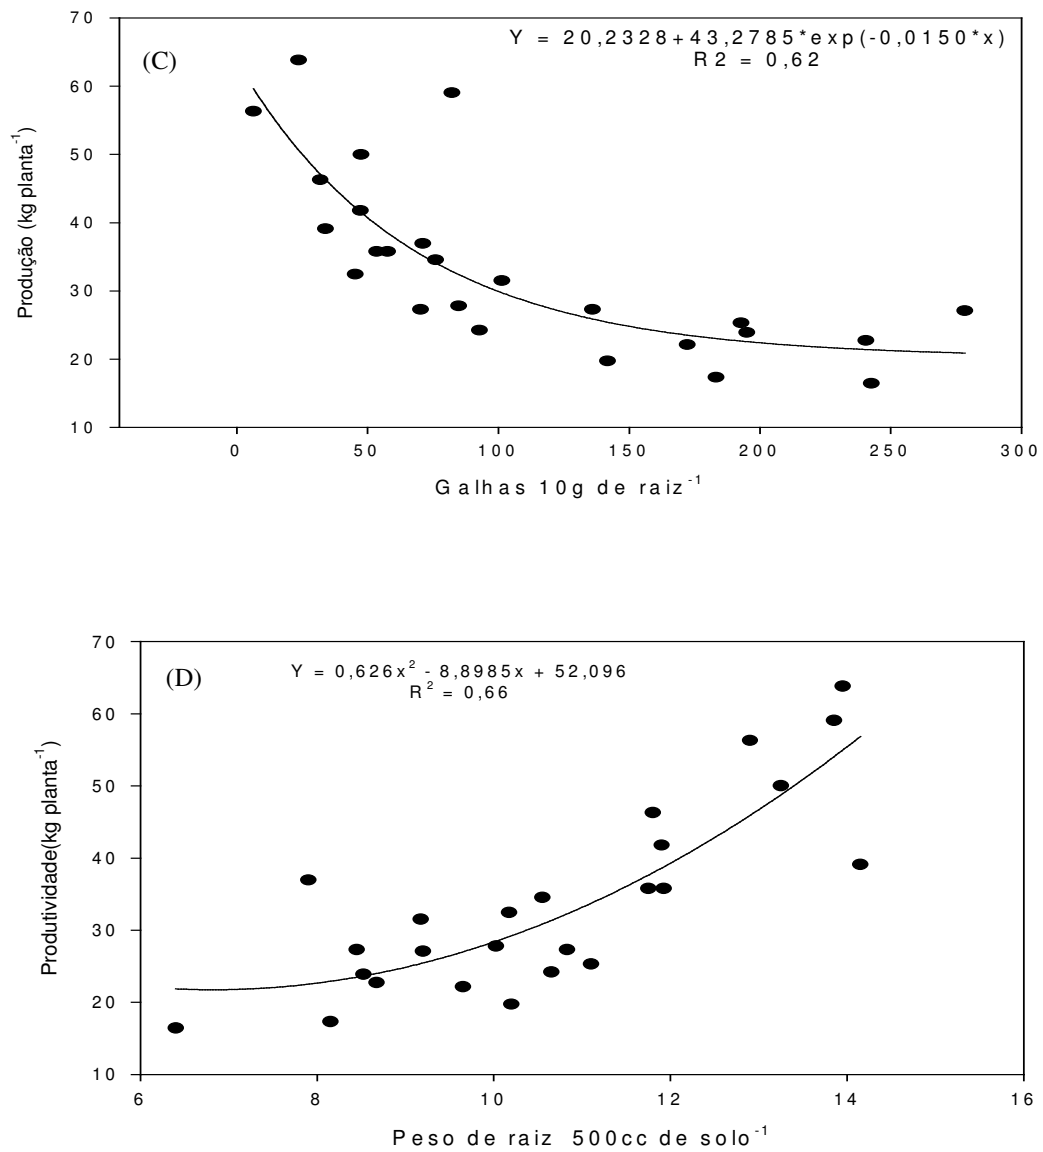 70
60
50
40
30
20
10
(C)
Y = 20,2328+43,2785*exp(-0,0150*x)
R2 = 0,62
Produção (kg planta-1)
0 50 100 150 200 250 300
Galhas 10g de raiz-1
70
60
50
40
30
20
10
(D)
Y = 0,626x2 - 8,8985x + 52,096
R2 = 0,66
Produtividade(kg planta-1)
6 8 10 12 14 16
Peso de raiz 500cc de solo-1